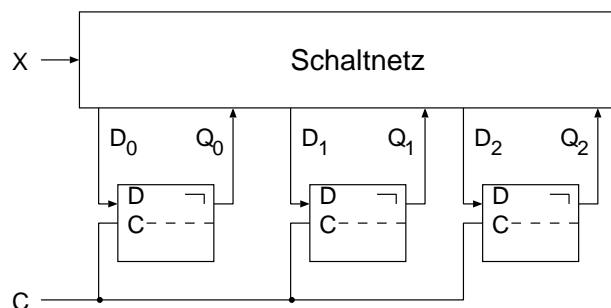 X Schaltnetz
D0 Q0 D1 Q1 D2 Q2
D D D
C C C
C